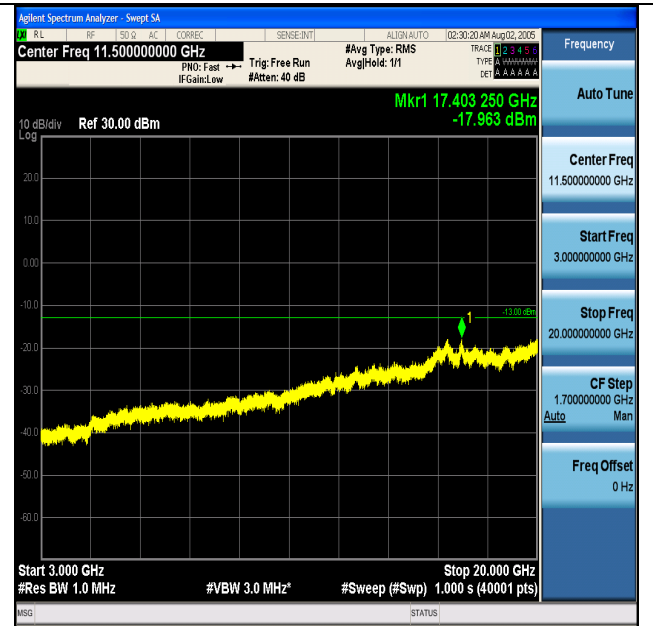 Agilent Spectrum Analyzer - Swept SA
LXI RL RF 50 Ω AC CORREC SENSE:INT ALIGN AUTO 02:30:20 AM Aug 02, 2005
Center Freq 11.500000000 GHz
PNO: Fast
IFGain:Low
Trig: Free Run
#Atten: 40 dB
#Avg Type: RMS
Avg|Hold: 1/1
TRACE 1 2 3 4 5 6
TYPE A
DET A A A A A A
Mkr1 17.403 250 GHz
-17.963 dBm
10 dB/div Ref 30.00 dBm
Log
20.0
10.0
0.00
-10.0
-13.00 dBm
1
-20.0
-30.0
-40.0
-50.0
-60.0
Start 3.000 GHz Stop 20.000 GHz
#Res BW 1.0 MHz #VBW 3.0 MHz* #Sweep (#Swp) 1.000 s (40001 pts)
MSG STATUS
Frequency
Auto Tune
Center Freq
11.500000000 GHz
Start Freq
3.000000000 GHz
Stop Freq
20.000000000 GHz
CF Step
1.700000000 GHz
Auto Man
Freq Offset
0 Hz